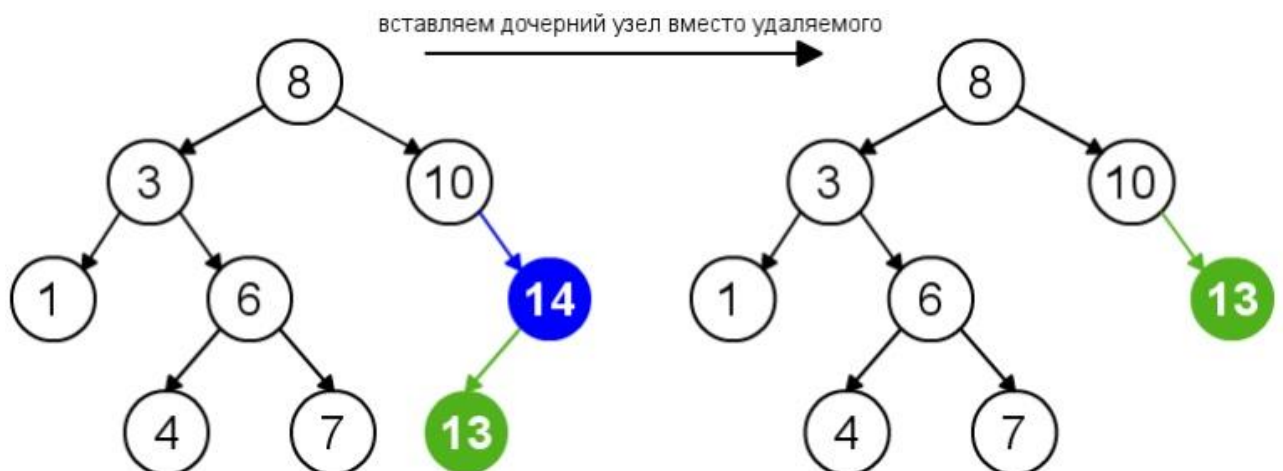 вставляем дочерний узел вместо удаляемого
8 8
3 10 3 10
1 6 14 1 6 13
4 7 13 4 7